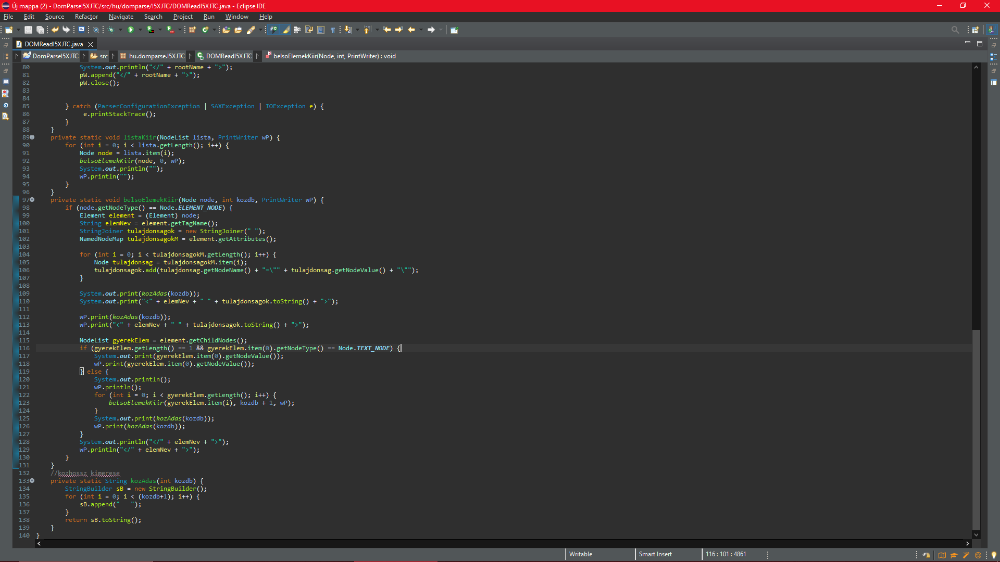 Új mappa (2) - DomParseI5XJTC/src/hu/domparse/I5XJTC/DOMReadI5XJTC.java - Eclipse IDE
File Edit Source Refactor Navigate Search Project Run Window Help
DOMReadI5XJTC.java
DomParseI5XJTC src hu.domparse.I5XJTC DOMReadI5XJTC belsoElemekKiir(Node, int, PrintWriter) : void
80 System.out.println("</" + rootName + ">");
81 pW.append("</" + rootName + ">");
82 pW.close();
83
84
85 } catch (ParserConfigurationException | SAXException | IOException e) {
86 e.printStackTrace();
87 }
88 }
89 private static void listaKiir(NodeList lista, PrintWriter wP) {
90 for (int i = 0; i < lista.getLength(); i++) {
91 Node node = lista.item(i);
92 belsoElemekKiir(node, 0, wP);
93 System.out.println("");
94 wP.println("");
95 }
96 }
97 private static void belsoElemekKiir(Node node, int kozdb, PrintWriter wP) {
98 if (node.getNodeType() == Node.ELEMENT_NODE) {
99 Element element = (Element) node;
100 String elemNev = element.getTagName();
101 StringJoiner tulajdonsagok = new StringJoiner(" ");
102 NamedNodeMap tulajdonsagokM = element.getAttributes();
103
104 for (int i = 0; i < tulajdonsagokM.getLength(); i++) {
105 Node tulajdonsag = tulajdonsagokM.item(i);
106 tulajdonsagok.add(tulajdonsag.getNodeName() + "=\"" + tulajdonsag.getNodeValue() + "\"");
107 }
108
109 System.out.print(kozAdas(kozdb));
110 System.out.print("<" + elemNev + " " + tulajdonsagok.toString() + ">");
111
112 wP.print(kozAdas(kozdb));
113 wP.print("<" + elemNev + " " + tulajdonsagok.toString() + ">");
114
115 NodeList gyerekElem = element.getChildNodes();
116 if (gyerekElem.getLength() == 1 && gyerekElem.item(0).getNodeType() == Node.TEXT_NODE) {
117 System.out.print(gyerekElem.item(0).getNodeValue());
118 wP.print(gyerekElem.item(0).getNodeValue());
119 } else {
120 System.out.println();
121 wP.println();
122 for (int i = 0; i < gyerekElem.getLength(); i++) {
123 belsoElemekKiir(gyerekElem.item(i), kozdb + 1, wP);
124 }
125 System.out.print(kozAdas(kozdb));
126 wP.print(kozAdas(kozdb));
127 }
128 System.out.println("</" + elemNev + ">");
129 wP.println("</" + elemNev + ">");
130 }
131 }
132 //kozhossz kimerese
133 private static String kozAdas(int kozdb) {
134 StringBuilder sB = new StringBuilder();
135 for (int i = 0; i < (kozdb+1); i++) {
136 sB.append("   ");
137 }
138 return sB.toString();
139 }
140 }
Writable Smart Insert 116 : 101 : 4861